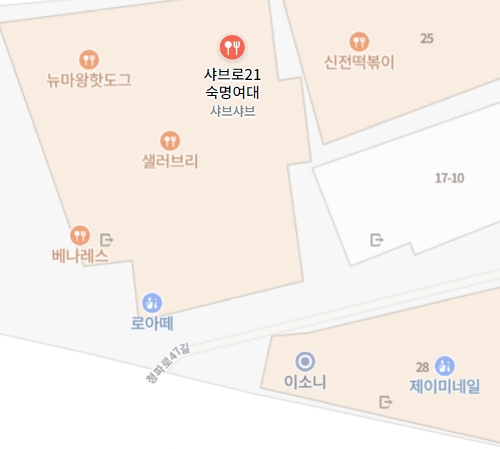 25
신전떡볶이
뉴마왕핫도그
샤브로21
숙명여대
샤브샤브
샐러브리
17-10
베나레스
로아떼
청파로47길
이소니
28
제이미네일